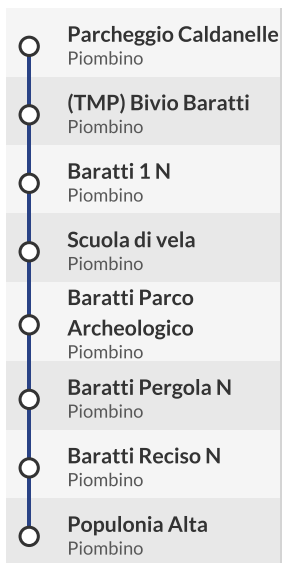 Parcheggio Caldanelle
Piombino
(TMP) Bivio Baratti
Piombino
Baratti 1 N
Piombino
Scuola di vela
Piombino
Baratti Parco
Archeologico
Piombino
Baratti Pergola N
Piombino
Baratti Reciso N
Piombino
Populonia Alta
Piombino